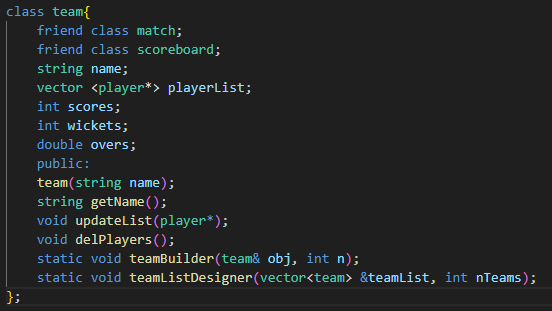 class team{
    friend class match;
    friend class scoreboard;
    string name;
    vector <player*> playerList;
    int scores;
    int wickets;
    double overs;
    public:
    team(string name);
    string getName();
    void updateList(player*);
    void delPlayers();
    static void teamBuilder(team& obj, int n);
    static void teamListDesigner(vector<team> &teamList, int nTeams);
};